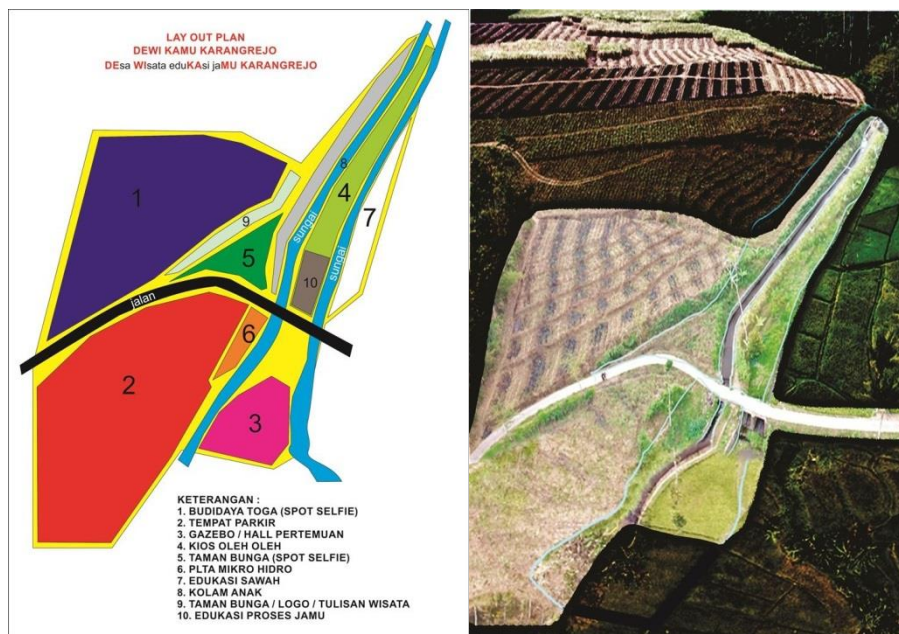 LAY OUT PLAN
DEWI KAMU KARANGREJO
DEsa WIsata eduKAsi jaMU KARANGREJO
1
9
5
8
4
7
sungai
sungai
10
jalan
6
2
3
KETERANGAN :
1. BUDIDAYA TOGA (SPOT SELFIE)
2. TEMPAT PARKIR
3. GAZEBO / HALL PERTEMUAN
4. KIOS OLEH OLEH
5. TAMAN BUNGA (SPOT SELFIE)
6. PLTA MIKRO HIDRO
7. EDUKASI SAWAH
8. KOLAM ANAK
9. TAMAN BUNGA / LOGO / TULISAN WISATA
10. EDUKASI PROSES JAMU